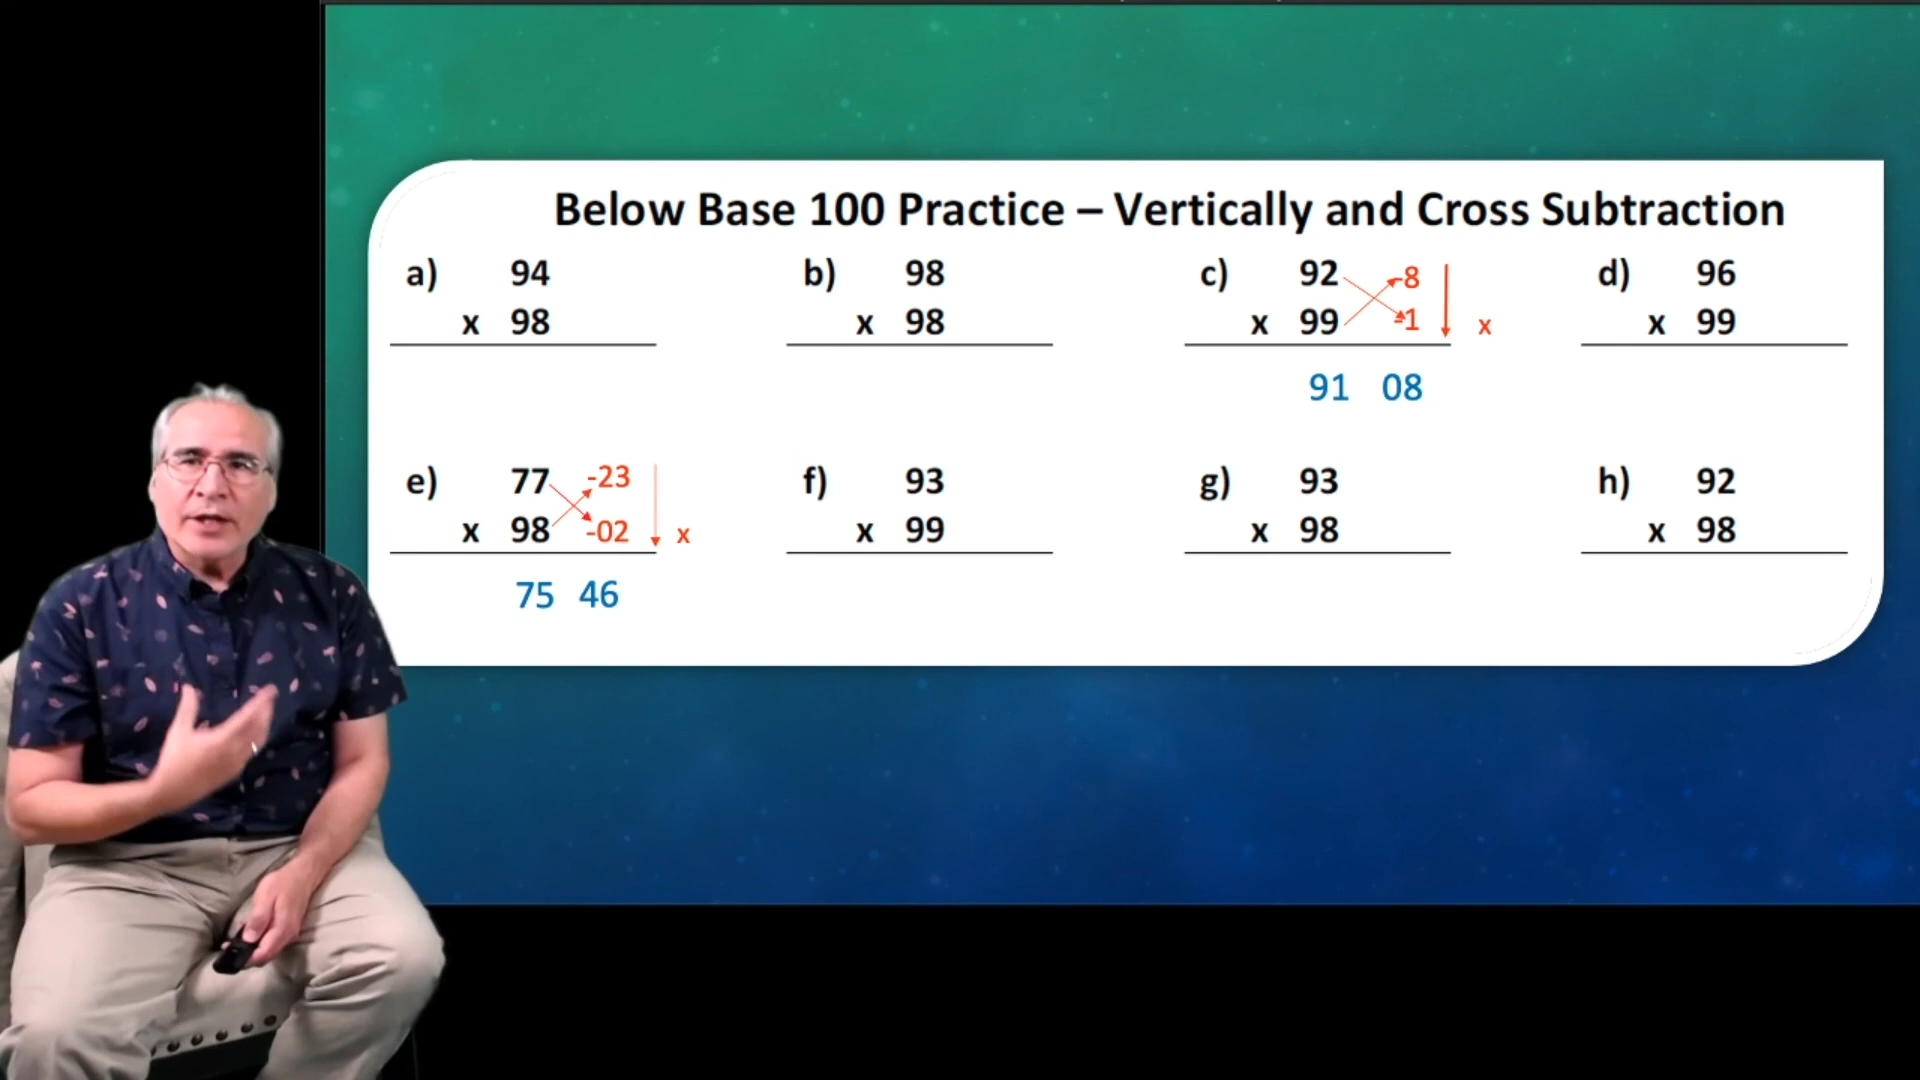 Below Base 100 Practice – Vertically and Cross Subtraction
a) 94 b) 98 c) 92 -8 d) 96
x 98 x 98 x 99 -1 x x 99
91 08
e) 77 -23 f) 93 g) 93 h) 92
x 98 -02 x x 99 x 98 x 98
75 46